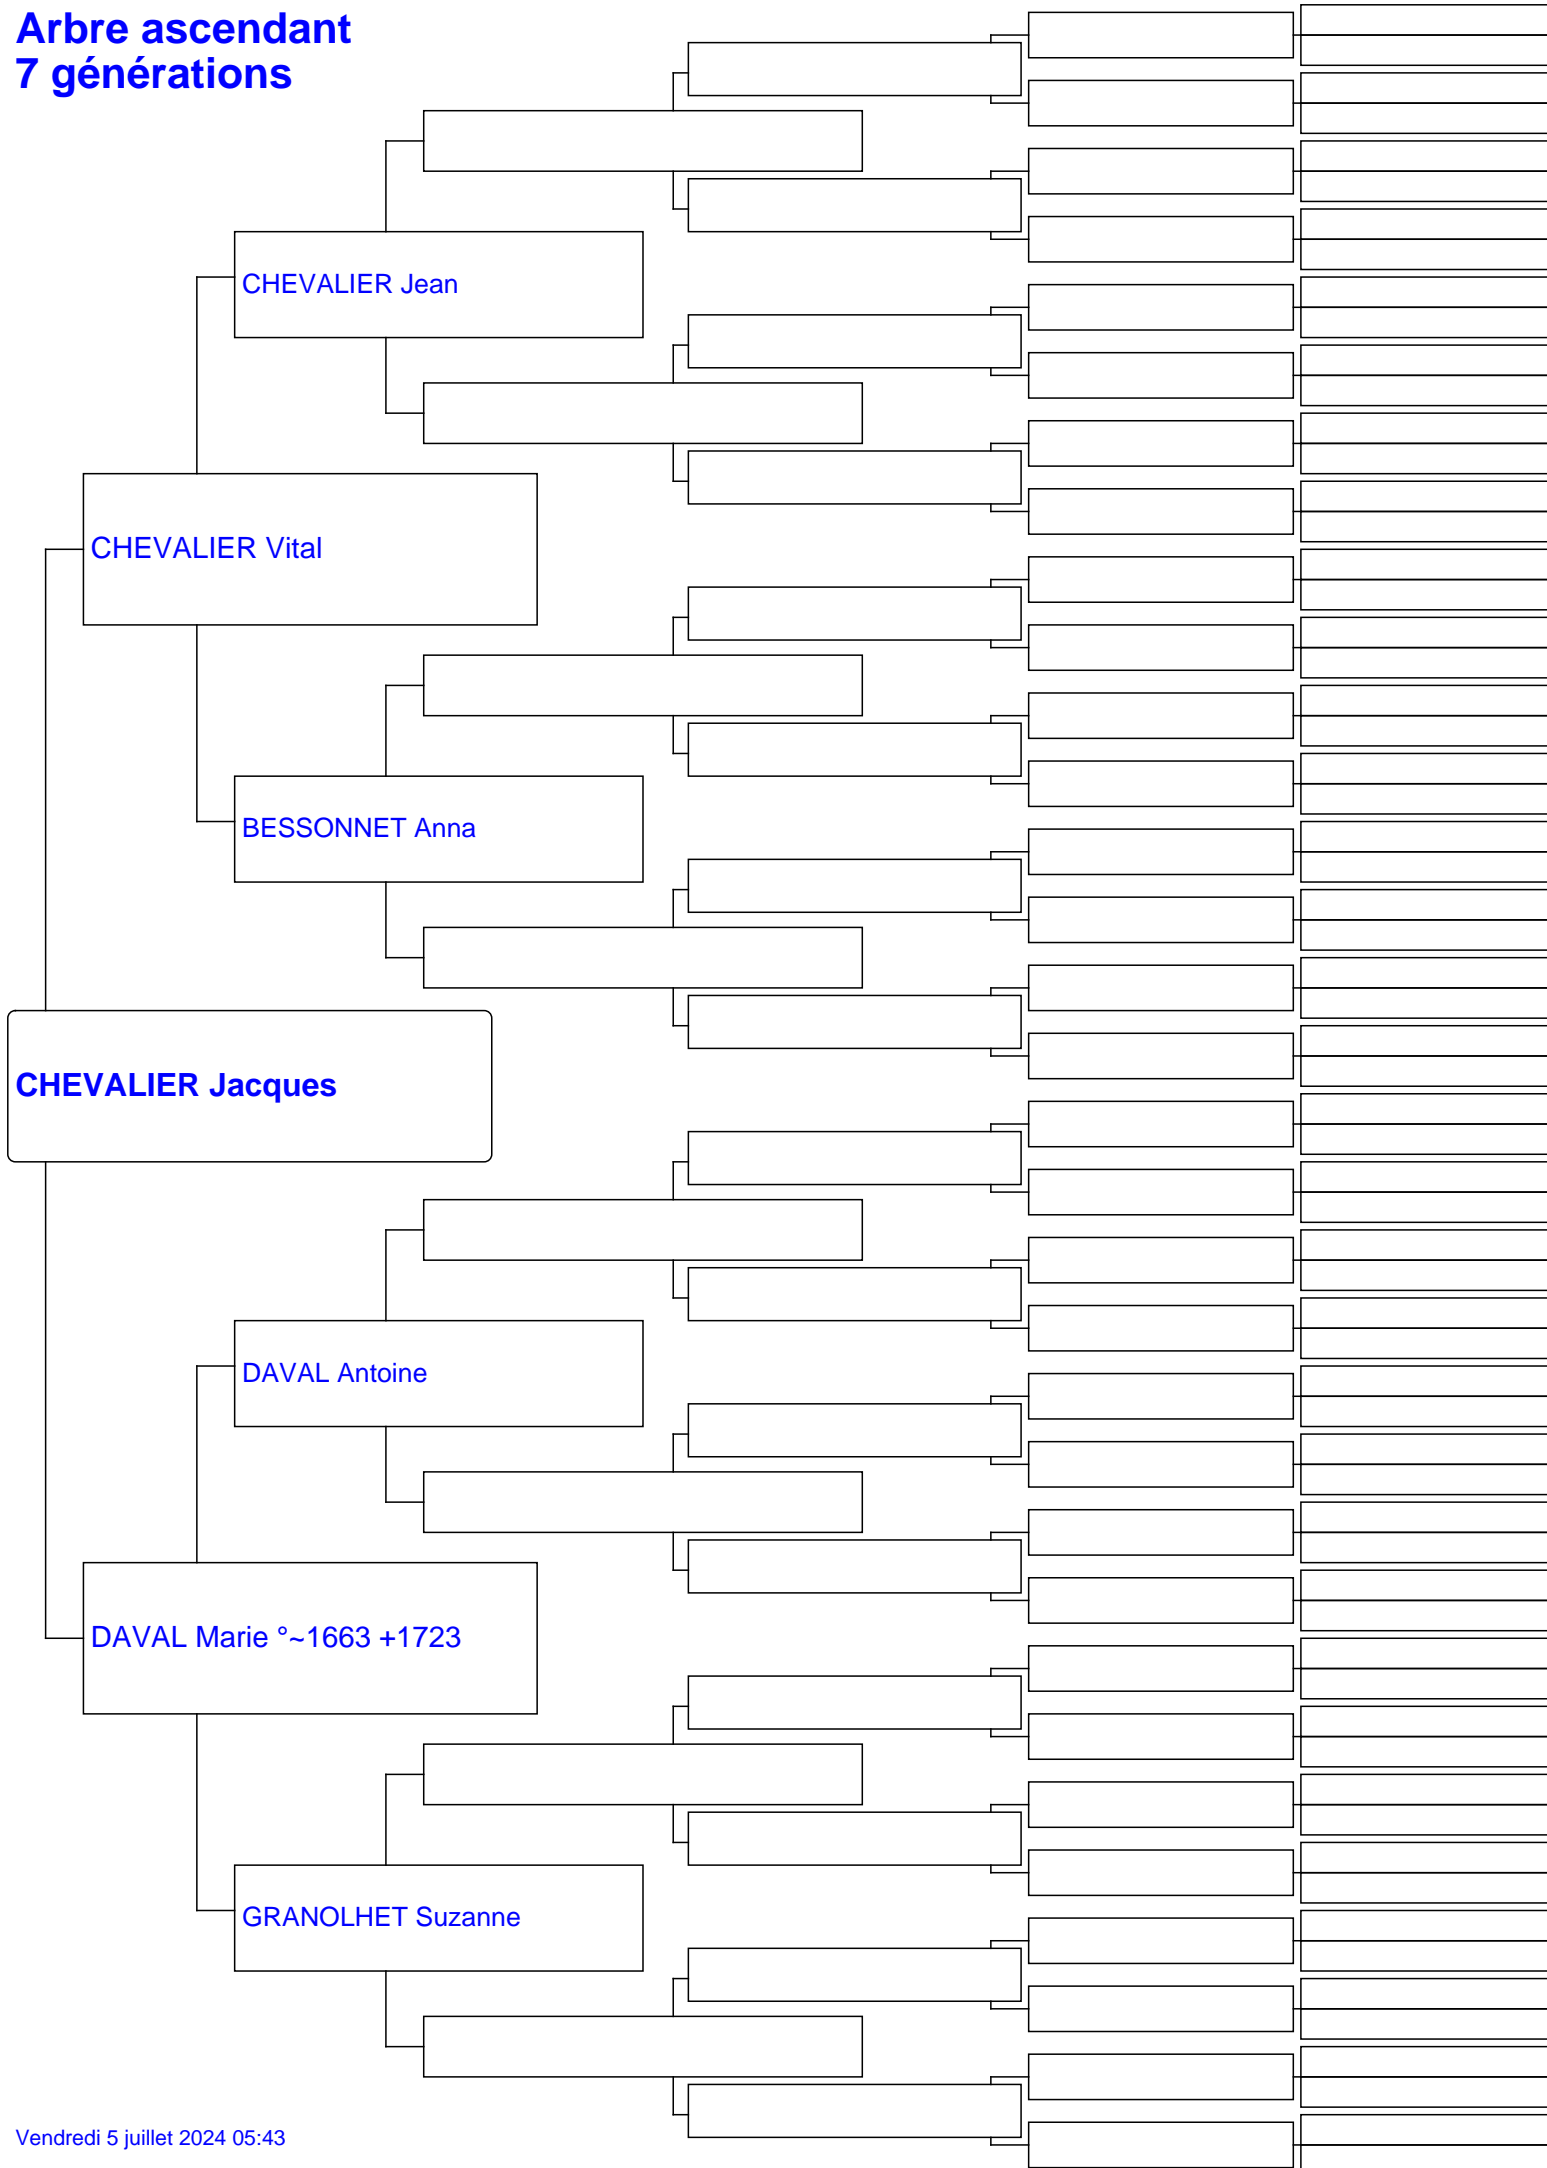 Arbre ascendant
7 générations
CHEVALIER Jean
CHEVALIER Vital
BESSONNET Anna
CHEVALIER Jacques
DAVAL Antoine
DAVAL Marie °~1663 +1723
GRANOLHET Suzanne
Vendredi 5 juillet 2024 05:43